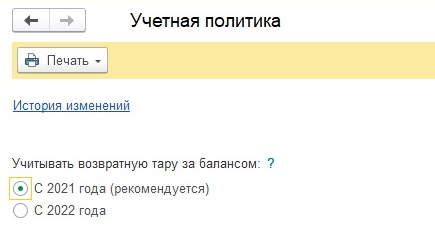 Учетная политика
Печать
История изменений
Учитывать возвратную тару за балансом: ?
С 2021 года (рекомендуется)
С 2022 года